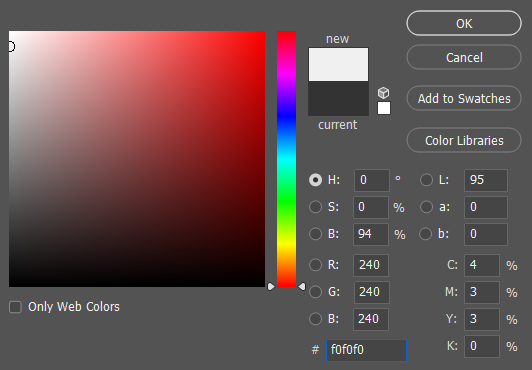 new
current
OK
Cancel
Add to Swatches
Color Libraries
H: 0 °
S: 0 %
B: 94 %
R: 240
G: 240
B: 240
# f0f0f0
L: 95
a: 0
b: 0
C: 4 %
M: 3 %
Y: 3 %
K: 0 %
Only Web Colors